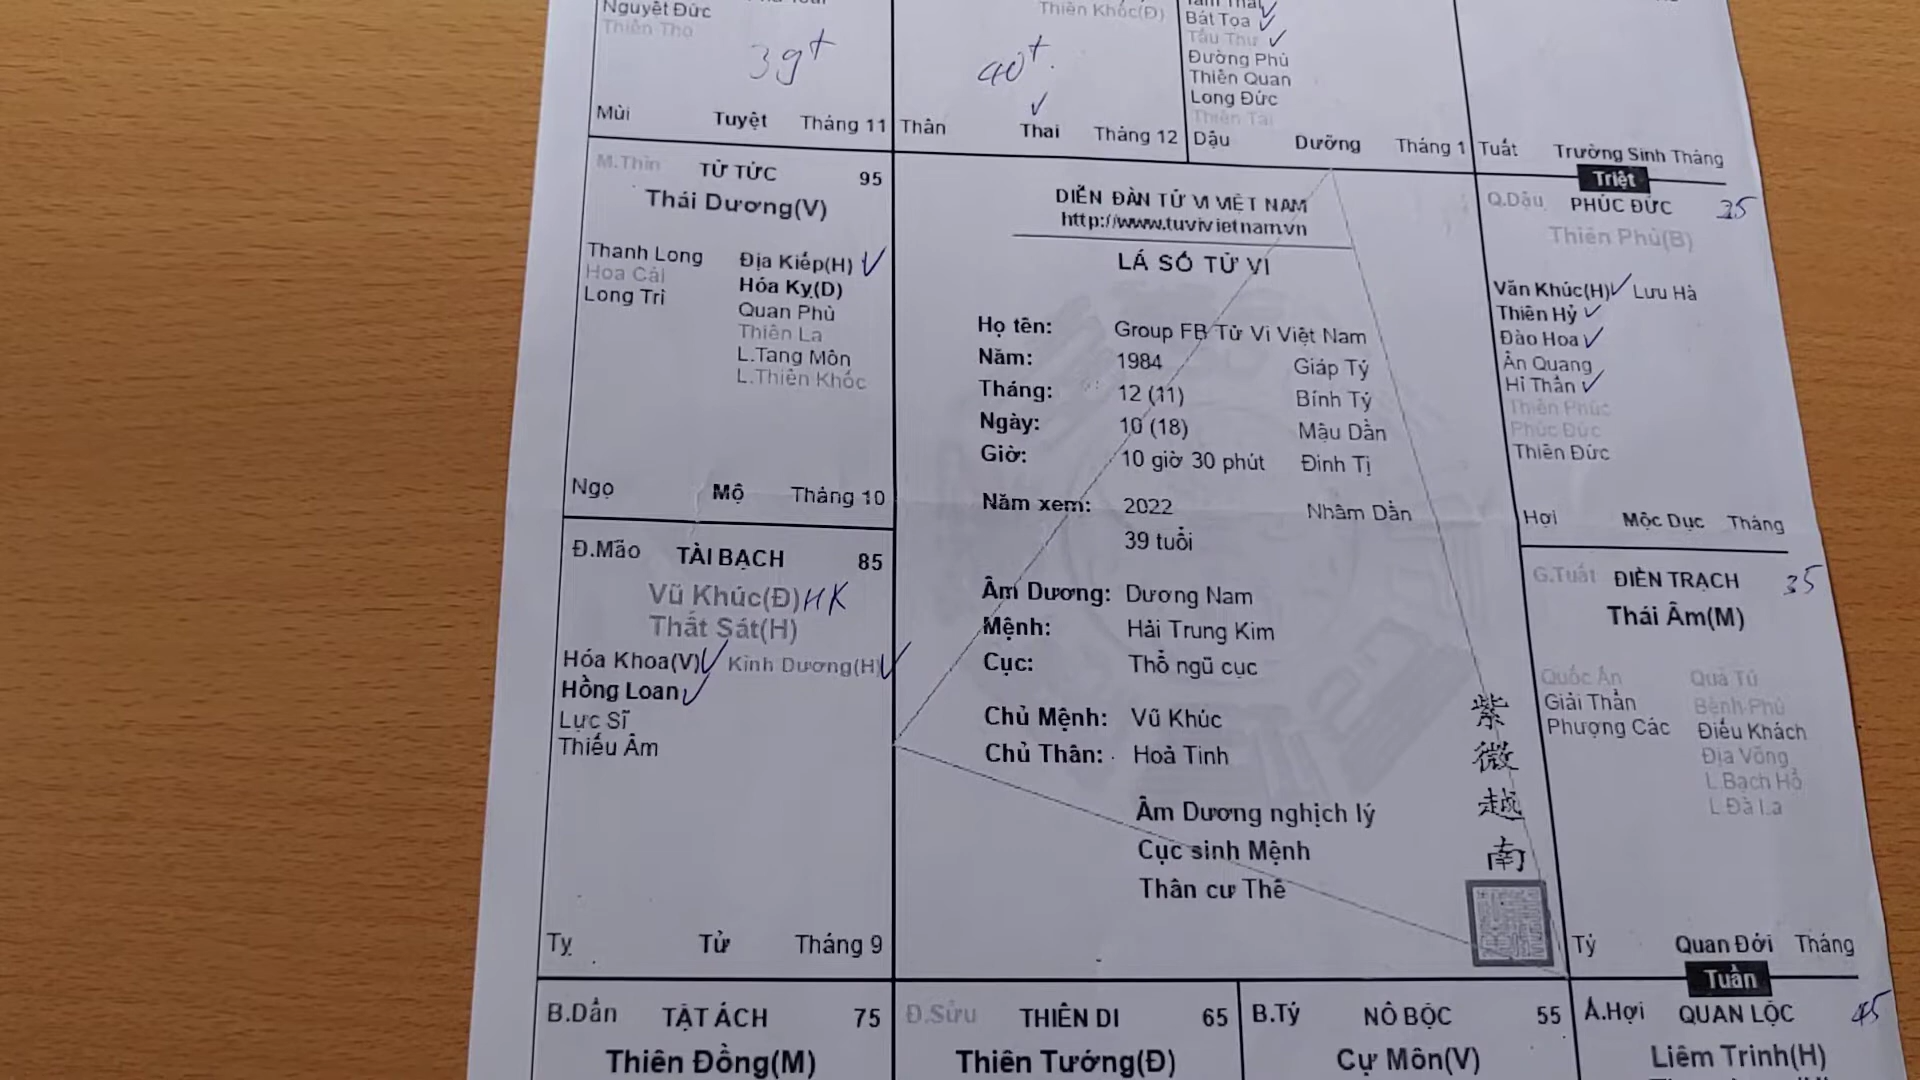 Nguyệt Đức
Thiên Thọ
39+
Mùi Tuyệt Tháng 11
Thiên Khốc(Đ)
40+
Thân Thai Tháng 12
Bát Tọa
Tấu Thư
Đường Phù
Thiên Quan
Long Đức
Thiên Tài
Dậu Dưỡng Tháng 1
Tuất Trường Sinh Tháng
Triệt
M.Thìn TỬ TỨC 95
Thái Dương(V)
Thanh Long Địa Kiếp(H)
Hoa Cái Hóa Kỵ(D)
Long Trì Quan Phù
Thiên La
L.Tang Môn
L.Thiên Khốc
Ngọ Mộ Tháng 10
DIỄN ĐÀN TỬ VI VIỆT NAM
http://www.tuvivietnam.vn
LÁ SỐ TỬ VI
Họ tên: Group FB Tử Vi Việt Nam
Năm: 1984 Giáp Tý
Tháng: 12 (11) Bính Tý
Ngày: 10 (18) Mậu Dần
Giờ: 10 giờ 30 phút Đinh Tị
Năm xem: 2022 Nhâm Dần
39 tuổi
Âm Dương: Dương Nam
Mệnh: Hải Trung Kim
Cục: Thổ ngũ cục
Chủ Mệnh: Vũ Khúc
Chủ Thân: Hoả Tinh
Âm Dương nghịch lý
Cục sinh Mệnh
Thân cư Thê
紫
微
越
南
Q.Dậu PHÚC ĐỨC 35
Thiên Phủ(B)
Văn Khúc(H) Lưu Hà
Thiên Hỷ
Đào Hoa
Ân Quang
Hỉ Thần
Thiên Phúc
Phúc Đức
Thiên Đức
Hợi Mộc Dục Tháng
Đ.Mão TÀI BẠCH 85
Vũ Khúc(Đ) HK
Thất Sát(H)
Hóa Khoa(V) Kình Dương(H)
Hồng Loan
Lực Sĩ
Thiếu Âm
Tỵ Tử Tháng 9
G.Tuất ĐIỀN TRẠCH 35
Thái Âm(M)
Quốc Ấn Quả Tú
Giải Thần Bệnh Phù
Phượng Các Điếu Khách
Địa Võng
L.Bạch Hổ
L.Đà La
Tý Quan Đới Tháng
Tuần
B.Dần TẬT ÁCH 75
Thiên Đồng(M)
Đ.Sửu THIÊN DI 65
Thiên Tướng(Đ)
B.Tý NÔ BỘC 55
Cự Môn(V)
Ấ.Hợi QUAN LỘC 45
Liêm Trinh(H)